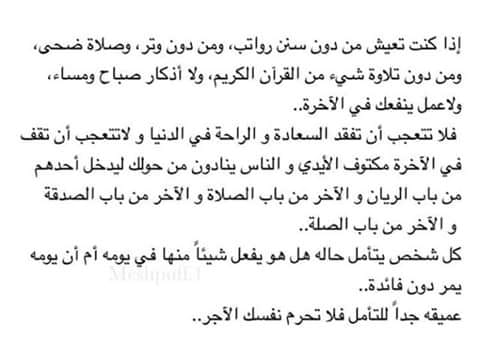 إذا كنت تعيش من دون سنن رواتب، ومن دون وتر، وصلاة ضحى،
ومن دون تلاوة شيء من القرآن الكريم، ولا أذكار صباح ومساء،
ولاعمل ينفعك في الآخرة..
فلا تتعجب أن تفقد السعادة و الراحة في الدنيا و لاتتعجب أن تقف
في الآخرة مكتوف الأيدي و الناس ينادون من حولك ليدخل أحدهم
من باب الريان و الآخر من باب الصلاة و الآخر من باب الصدقة
و الآخر من باب الصلة..
كل شخص يتأمل حاله هل هو يفعل شيئاً منها في يومه أم أن يومه
يمر دون فائدة..
عميقه جداً للتأمل فلا تحرم نفسك الآجر..